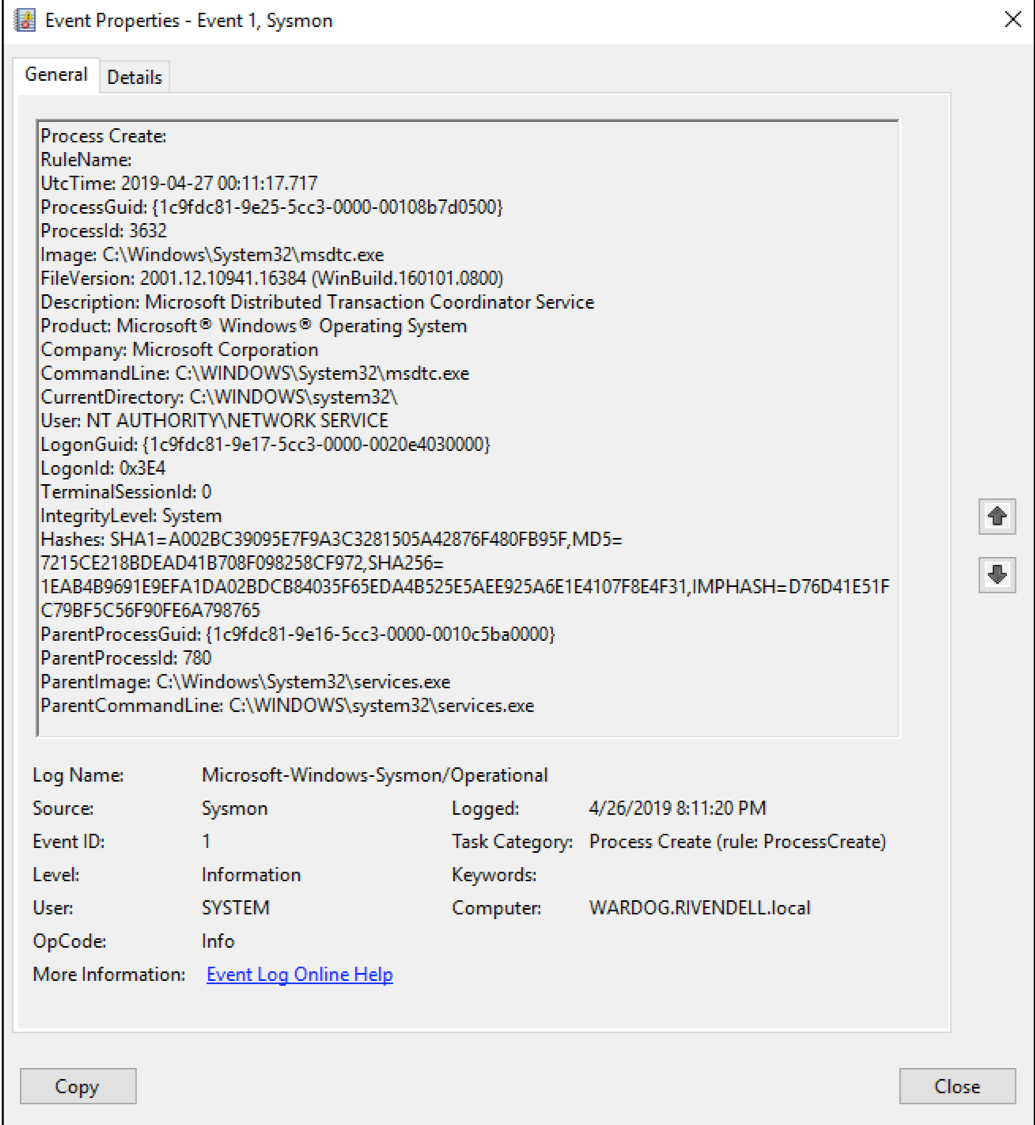 Event Properties - Event 1, Sysmon
General
Details
Process Create:
RuleName:
UtcTime: 2019-04-27 00:11:17.717
ProcessGuid: {1c9fdc81-9e25-5cc3-0000-00108b7d0500}
ProcessId: 3632
Image: C:\Windows\System32\msdtc.exe
FileVersion: 2001.12.10941.16384 (WinBuild.160101.0800)
Description: Microsoft Distributed Transaction Coordinator Service
Product: Microsoft® Windows® Operating System
Company: Microsoft Corporation
CommandLine: C:\WINDOWS\System32\msdtc.exe
CurrentDirectory: C:\WINDOWS\system32\
User: NT AUTHORITY\NETWORK SERVICE
LogonGuid: {1c9fdc81-9e17-5cc3-0000-0020e4030000}
LogonId: 0x3E4
TerminalSessionId: 0
IntegrityLevel: System
Hashes: SHA1=A002BC39095E7F9A3C3281505A42876F480FB95F,MD5=
7215CE218BDEAD41B708F098258CF972,SHA256=
1EAB4B9691E9EFA1DA02BDCB84035F65EDA4B525E5AEE925A6E1E4107F8E4F31,IMPHASH=D76D41E51F
C79BF5C56F90FE6A798765
ParentProcessGuid: {1c9fdc81-9e16-5cc3-0000-0010c5ba0000}
ParentProcessId: 780
ParentImage: C:\Windows\System32\services.exe
ParentCommandLine: C:\WINDOWS\system32\services.exe
Log Name: Microsoft-Windows-Sysmon/Operational
Source: Sysmon Logged: 4/26/2019 8:11:20 PM
Event ID: 1 Task Category: Process Create (rule: ProcessCreate)
Level: Information Keywords:
User: SYSTEM Computer: WARDOG.RIVENDELL.local
OpCode: Info
More Information: Event Log Online Help
Copy
Close